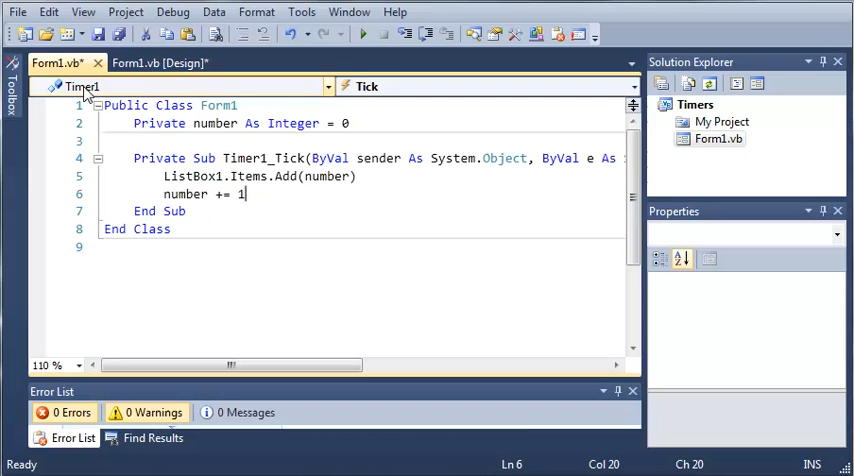 File Edit View Project Debug Data Format Tools Window Help
Form1.vb* Form1.vb [Design]*
Timer1 Tick
1 Public Class Form1
2 Private number As Integer = 0
3
4 Private Sub Timer1_Tick(ByVal sender As System.Object, ByVal e As
5 ListBox1.Items.Add(number)
6 number += 1
7 End Sub
8 End Class
9
110 %
Error List
0 Errors 0 Warnings 0 Messages
Error List Find Results
Ready Ln 6 Col 20 Ch 20 INS
Toolbox
Solution Explorer
Timers
My Project
Form1.vb
Properties